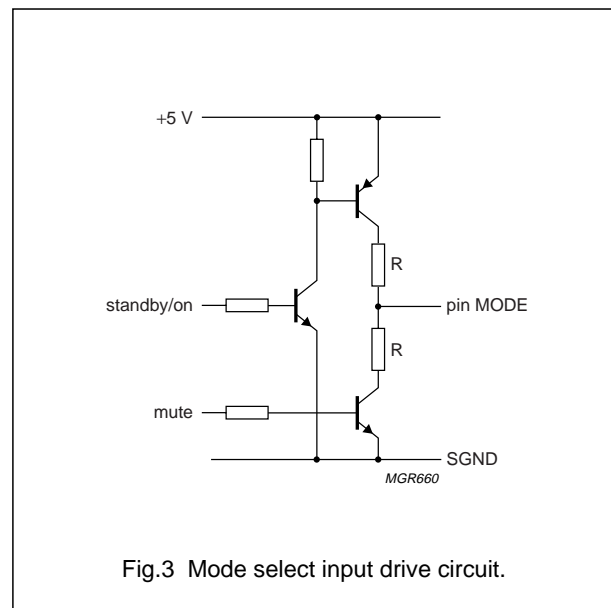 +5 V
R
standby/on
pin MODE
R
mute
SGND
MGR660
Fig.3 Mode select input drive circuit.